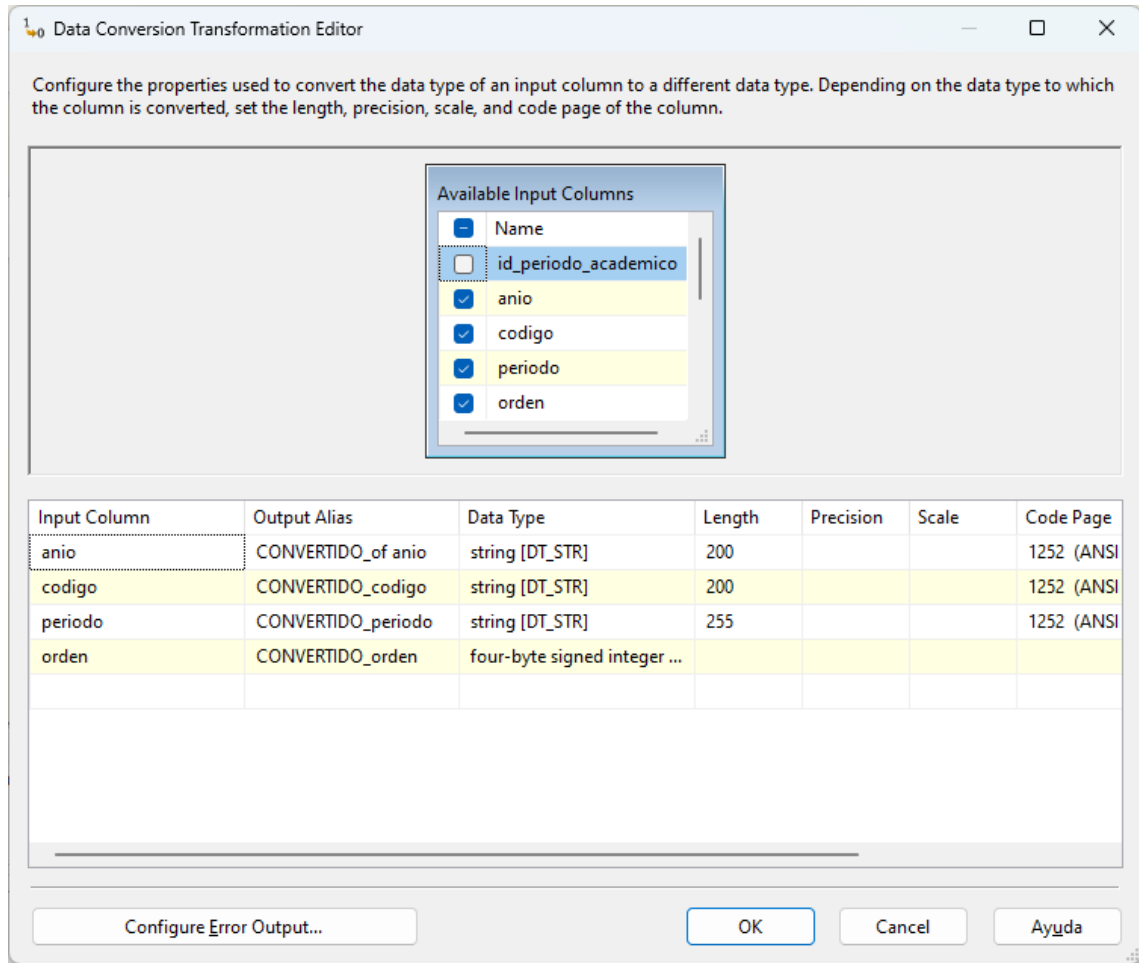 Data Conversion Transformation Editor
Configure the properties used to convert the data type of an input column to a different data type. Depending on the data type to which
the column is converted, set the length, precision, scale, and code page of the column.
Available Input Columns
Name
id_periodo_academico
anio
codigo
periodo
orden
Input Column Output Alias Data Type Length Precision Scale Code Page
anio CONVERTIDO_of anio string [DT_STR] 200 1252 (ANSI
codigo CONVERTIDO_codigo string [DT_STR] 200 1252 (ANSI
periodo CONVERTIDO_periodo string [DT_STR] 255 1252 (ANSI
orden CONVERTIDO_orden four-byte signed integer ...
Configure Error Output... OK Cancel Ayuda